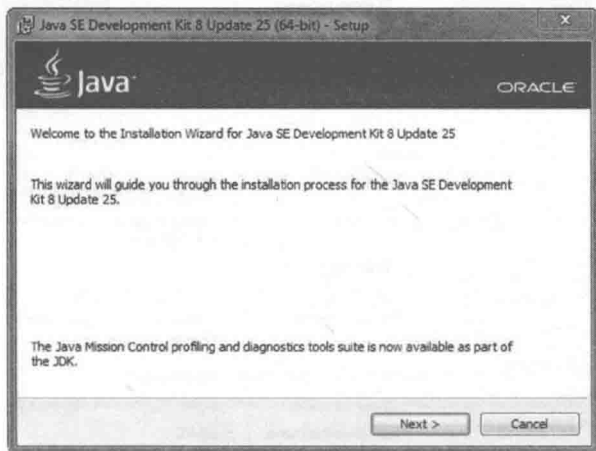 Java SE Development Kit 8 Update 25 (64-bit) - Setup
Java
ORACLE
Welcome to the Installation Wizard for Java SE Development Kit 8 Update 25
This wizard will guide you through the installation process for the Java SE Development
Kit 8 Update 25.
The Java Mission Control profiling and diagnostics tools suite is now available as part of
the JDK.
Next >
Cancel